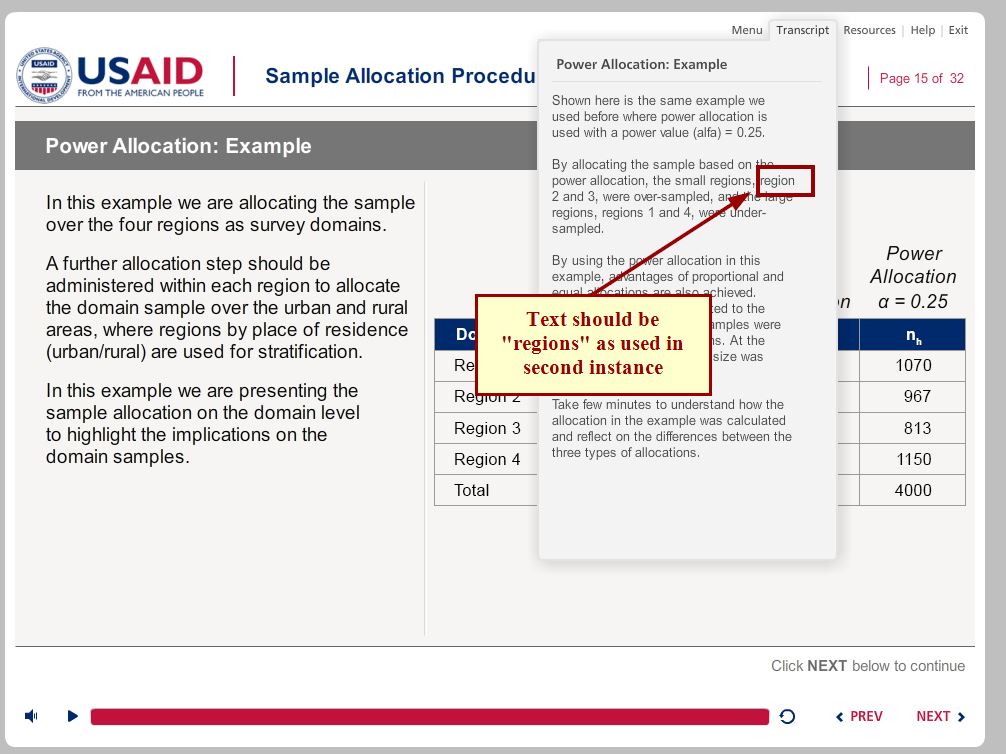 Menu Transcript Resources | Help | Exit
UNITED STATES AGENCY
USAID
INTERNATIONAL DEVELOPMENT
USAID
FROM THE AMERICAN PEOPLE
Sample Allocation Procedu
Page 15 of 32
Power Allocation: Example
In this example we are allocating the sample
over the four regions as survey domains.
A further allocation step should be
administered within each region to allocate
the domain sample over the urban and rural
areas, where regions by place of residence
(urban/rural) are used for stratification.
In this example we are presenting the
sample allocation on the domain level
to highlight the implications on the
domain samples.
Power Allocation: Example
Shown here is the same example we
used before where power allocation is
used with a power value (alfa) = 0.25.
By allocating the sample based on the
power allocation, the small regions, region
2 and 3, were over-sampled, and the large
regions, regions 1 and 4, were under-
sampled.
By using the power allocation in this
example, advantages of proportional and
equal allocations are also achieved.
ted to the
amples were
ns. At the
size was
Take few minutes to understand how the
allocation in the example was calculated
and reflect on the differences between the
three types of allocations.
Text should be
"regions" as used in
second instance
Power
Allocation
on α = 0.25
Do nh
Re 1070
Region 2 967
Region 3 813
Region 4 1150
Total 4000
Click NEXT below to continue
PREV NEXT